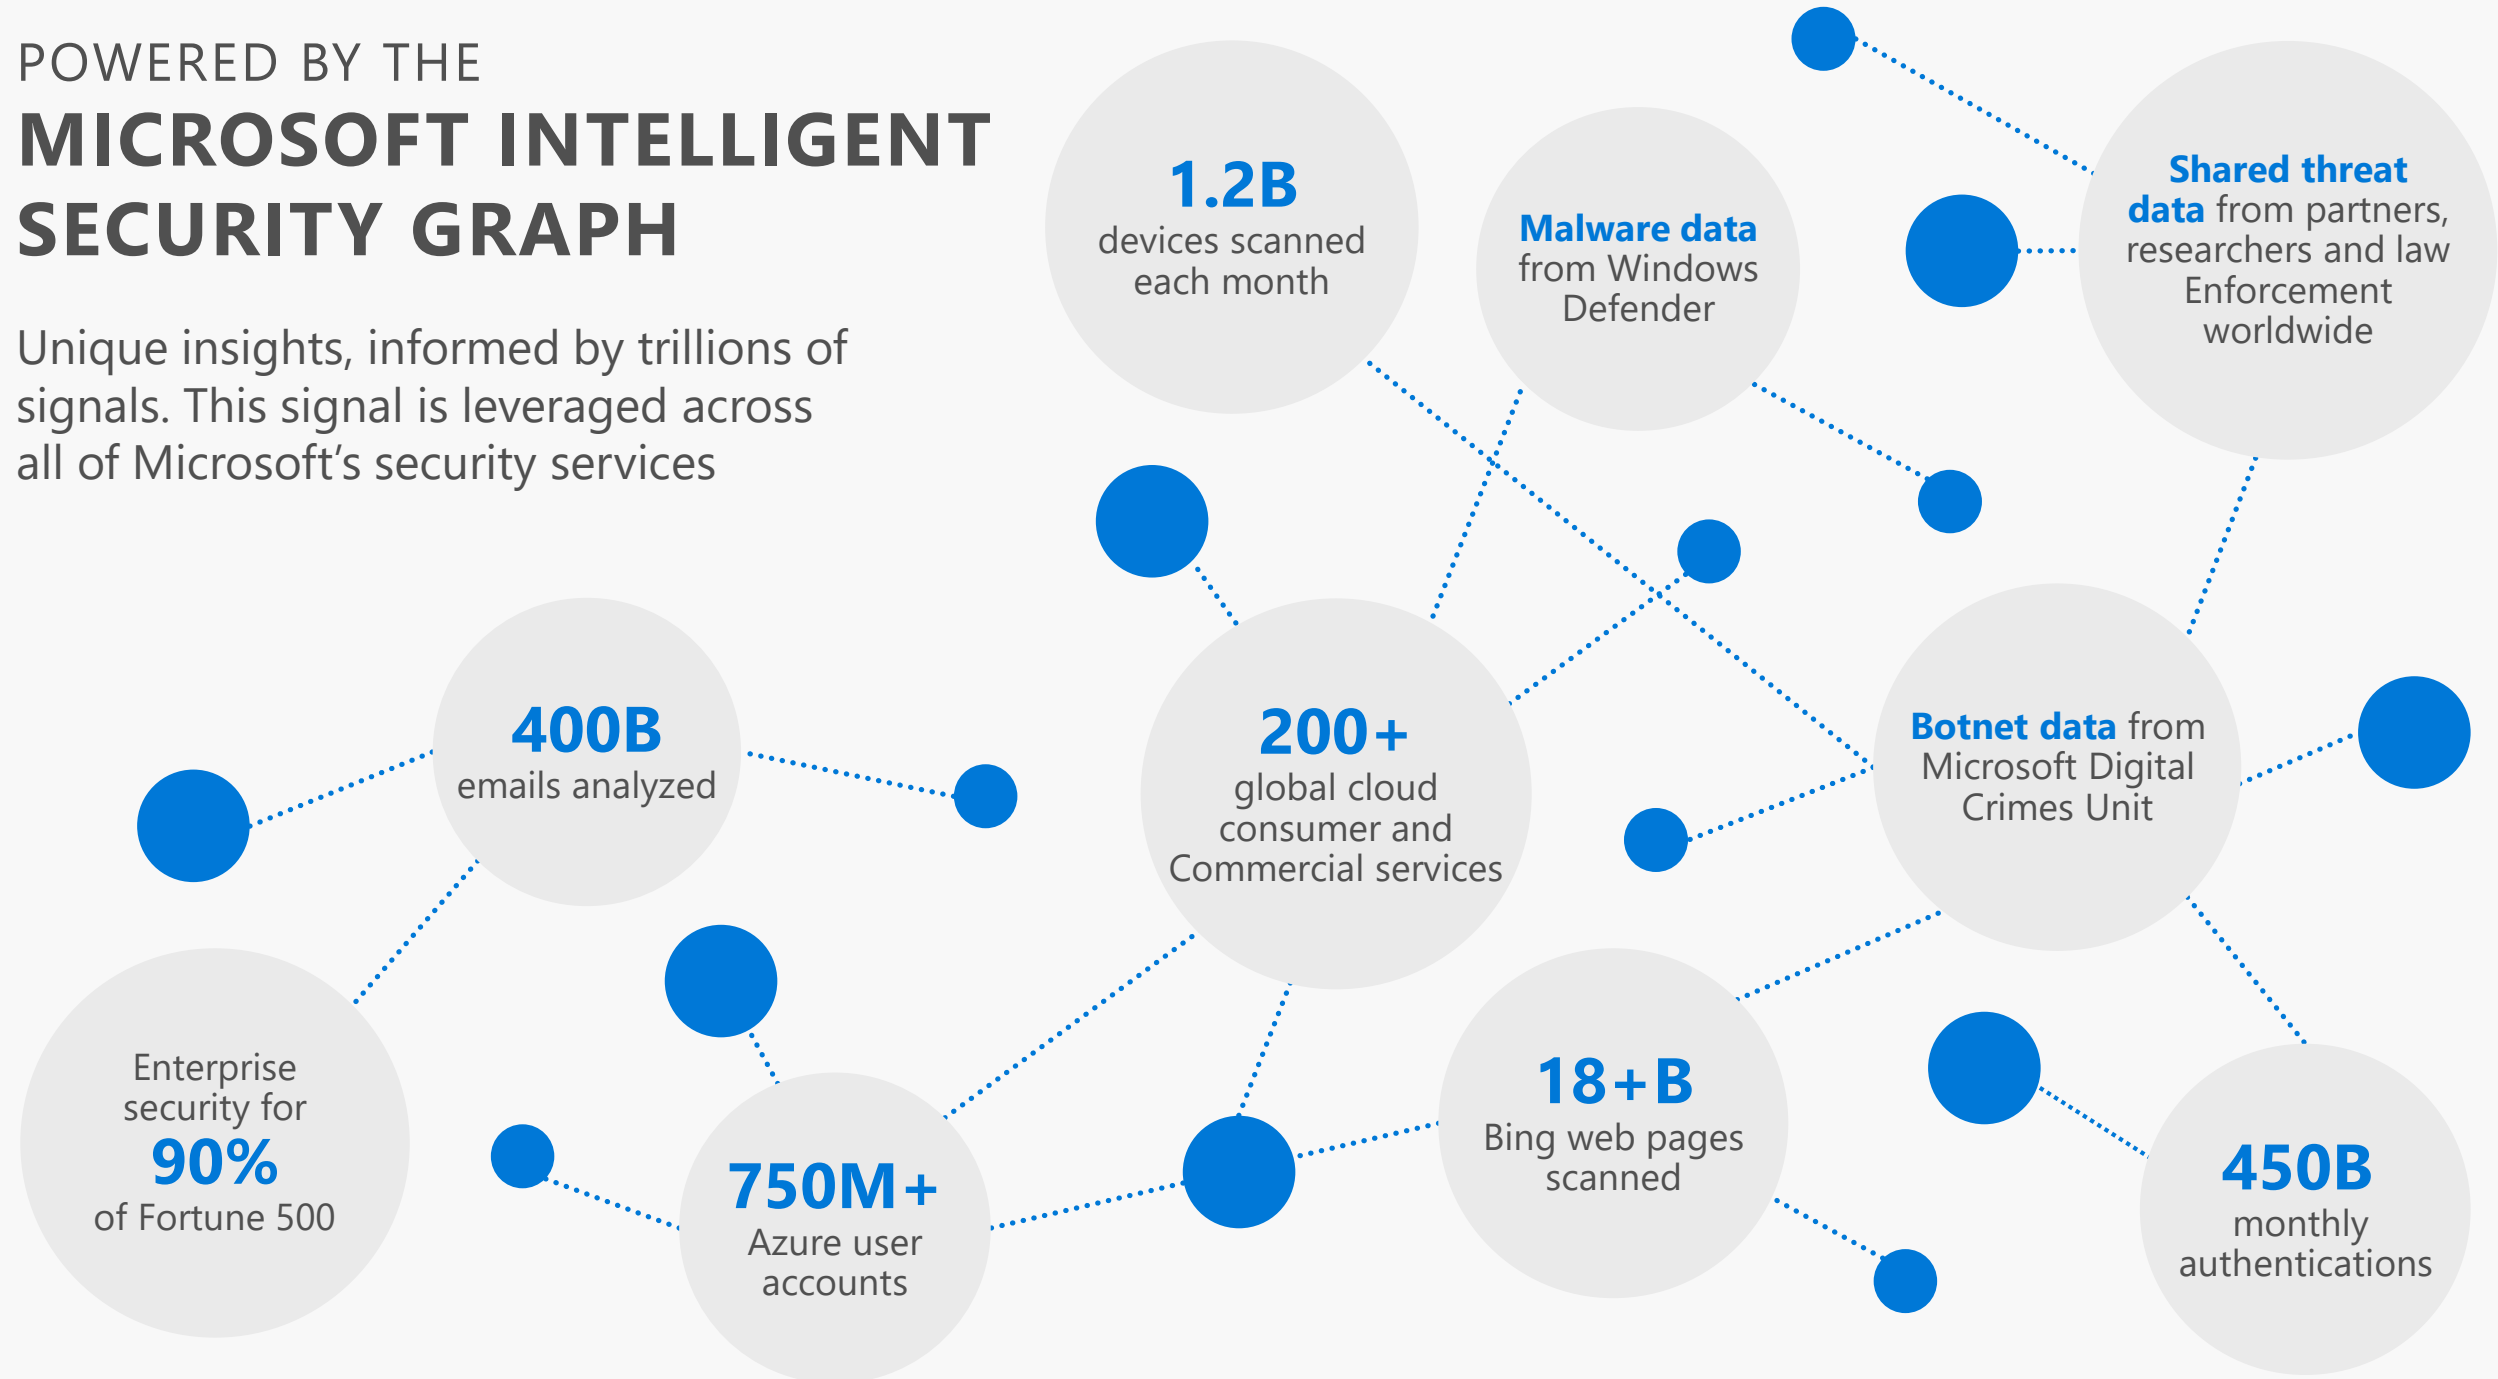 POWERED BY THE
MICROSOFT INTELLIGENT
SECURITY GRAPH
Unique insights, informed by trillions of
signals. This signal is leveraged across
all of Microsoft’s security services
1.2B
devices scanned
each month
Malware data
from Windows
Defender
Shared threat
data from partners,
researchers and law
Enforcement
worldwide
400B
emails analyzed
200+
global cloud
consumer and
Commercial services
Botnet data from
Microsoft Digital
Crimes Unit
Enterprise
security for
90%
of Fortune 500
750M+
Azure user
accounts
18+B
Bing web pages
scanned
450B
monthly
authentications